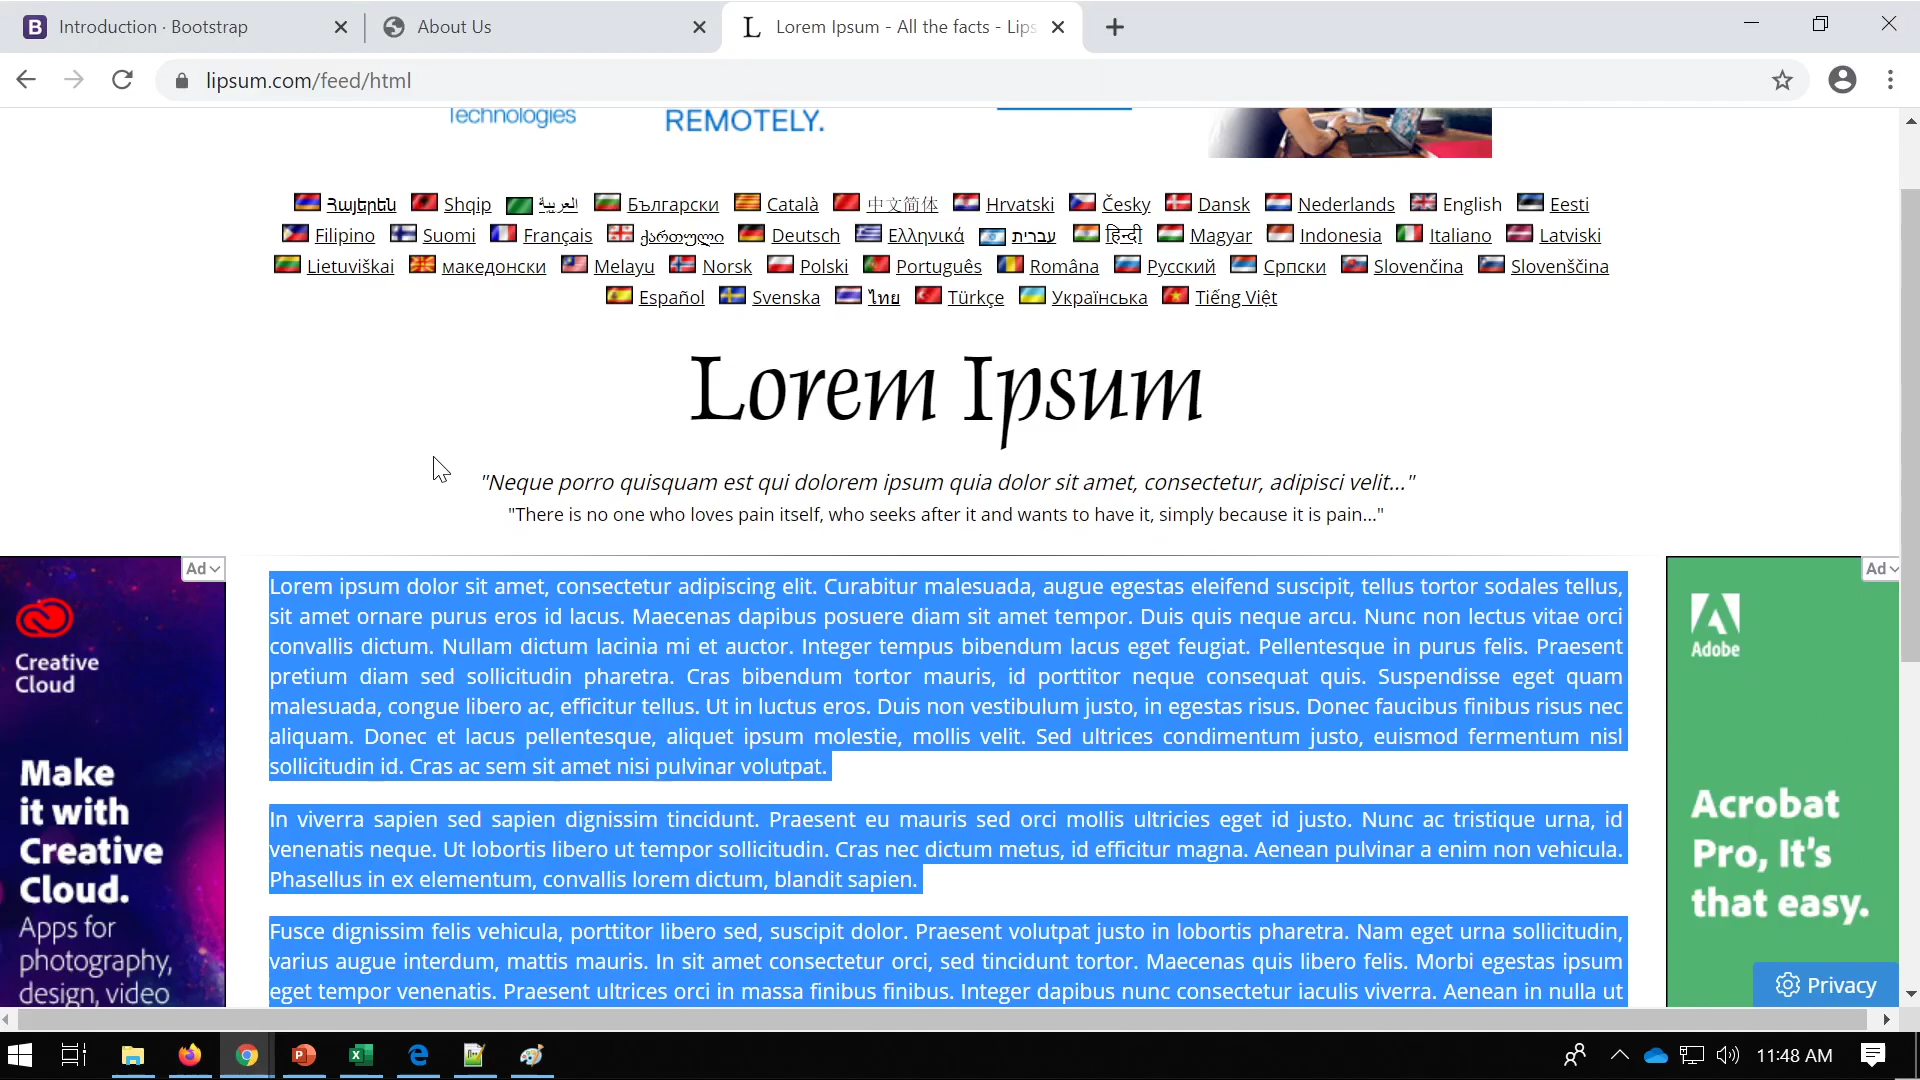 Introduction · Bootstrap
About Us
Lorem Ipsum - All the facts - Lips
lipsum.com/feed/html
Technologies
REMOTELY.
Հայերեն Shqip العربية Български Català 中文简体 Hrvatski Česky Dansk Nederlands English Eesti
Filipino Suomi Français ქართული Deutsch Ελληνικά עברית हिन्दी Magyar Indonesia Italiano Latviski
Lietuviškai македонски Melayu Norsk Polski Português Româna Pyccкий Српски Slovenčina Slovenščina
Español Svenska ไทย Türkçe Українська Tiếng Việt
Lorem Ipsum
"Neque porro quisquam est qui dolorem ipsum quia dolor sit amet, consectetur, adipisci velit..."
"There is no one who loves pain itself, who seeks after it and wants to have it, simply because it is pain..."
Ad
Creative
Cloud
Make
it with
Creative
Cloud.
Apps for
photography,
design, video
Lorem ipsum dolor sit amet, consectetur adipiscing elit. Curabitur malesuada, augue egestas eleifend suscipit, tellus tortor sodales tellus,
sit amet ornare purus eros id lacus. Maecenas dapibus posuere diam sit amet tempor. Duis quis neque arcu. Nunc non lectus vitae orci
convallis dictum. Nullam dictum lacinia mi et auctor. Integer tempus bibendum lacus eget feugiat. Pellentesque in purus felis. Praesent
pretium diam sed sollicitudin pharetra. Cras bibendum tortor mauris, id porttitor neque consequat quis. Suspendisse eget quam
malesuada, congue libero ac, efficitur tellus. Ut in luctus eros. Duis non vestibulum justo, in egestas risus. Donec faucibus finibus risus nec
aliquam. Donec et lacus pellentesque, aliquet ipsum molestie, mollis velit. Sed ultrices condimentum justo, euismod fermentum nisl
sollicitudin id. Cras ac sem sit amet nisi pulvinar volutpat.
In viverra sapien sed sapien dignissim tincidunt. Praesent eu mauris sed orci mollis ultricies eget id justo. Nunc ac tristique urna, id
venenatis neque. Ut lobortis libero ut tempor sollicitudin. Cras nec dictum metus, id efficitur magna. Aenean pulvinar a enim non vehicula.
Phasellus in ex elementum, convallis lorem dictum, blandit sapien.
Fusce dignissim felis vehicula, porttitor libero sed, suscipit dolor. Praesent volutpat justo in lobortis pharetra. Nam eget urna sollicitudin,
varius augue interdum, mattis mauris. In sit amet consectetur orci, sed tincidunt tortor. Maecenas quis libero felis. Morbi egestas ipsum
eget tempor venenatis. Praesent ultrices orci in massa finibus finibus. Integer dapibus nunc consectetur iaculis viverra. Aenean in nulla ut
Ad
Adobe
Acrobat
Pro, It's
that easy.
Privacy
11:48 AM